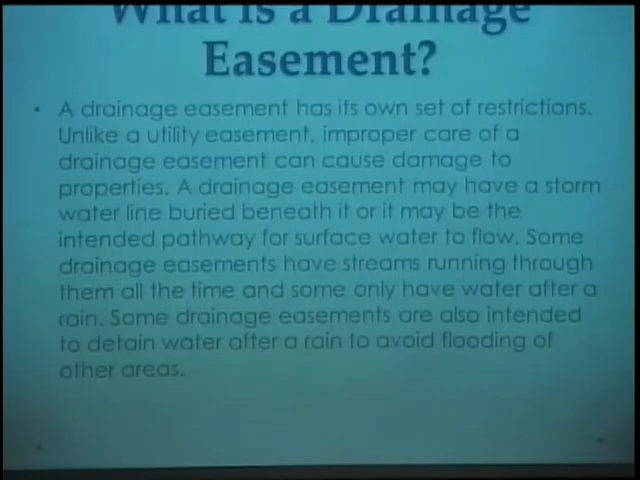 What is a Drainage
Easement?
• A drainage easement has its own set of restrictions.
Unlike a utility easement, improper care of a
drainage easement can cause damage to
properties. A drainage easement may have a storm
water line buried beneath it or it may be the
intended pathway for surface water to flow. Some
drainage easements have streams running through
them all the time and some only have water after a
rain. Some drainage easements are also intended
to detain water after a rain to avoid flooding of
other areas.